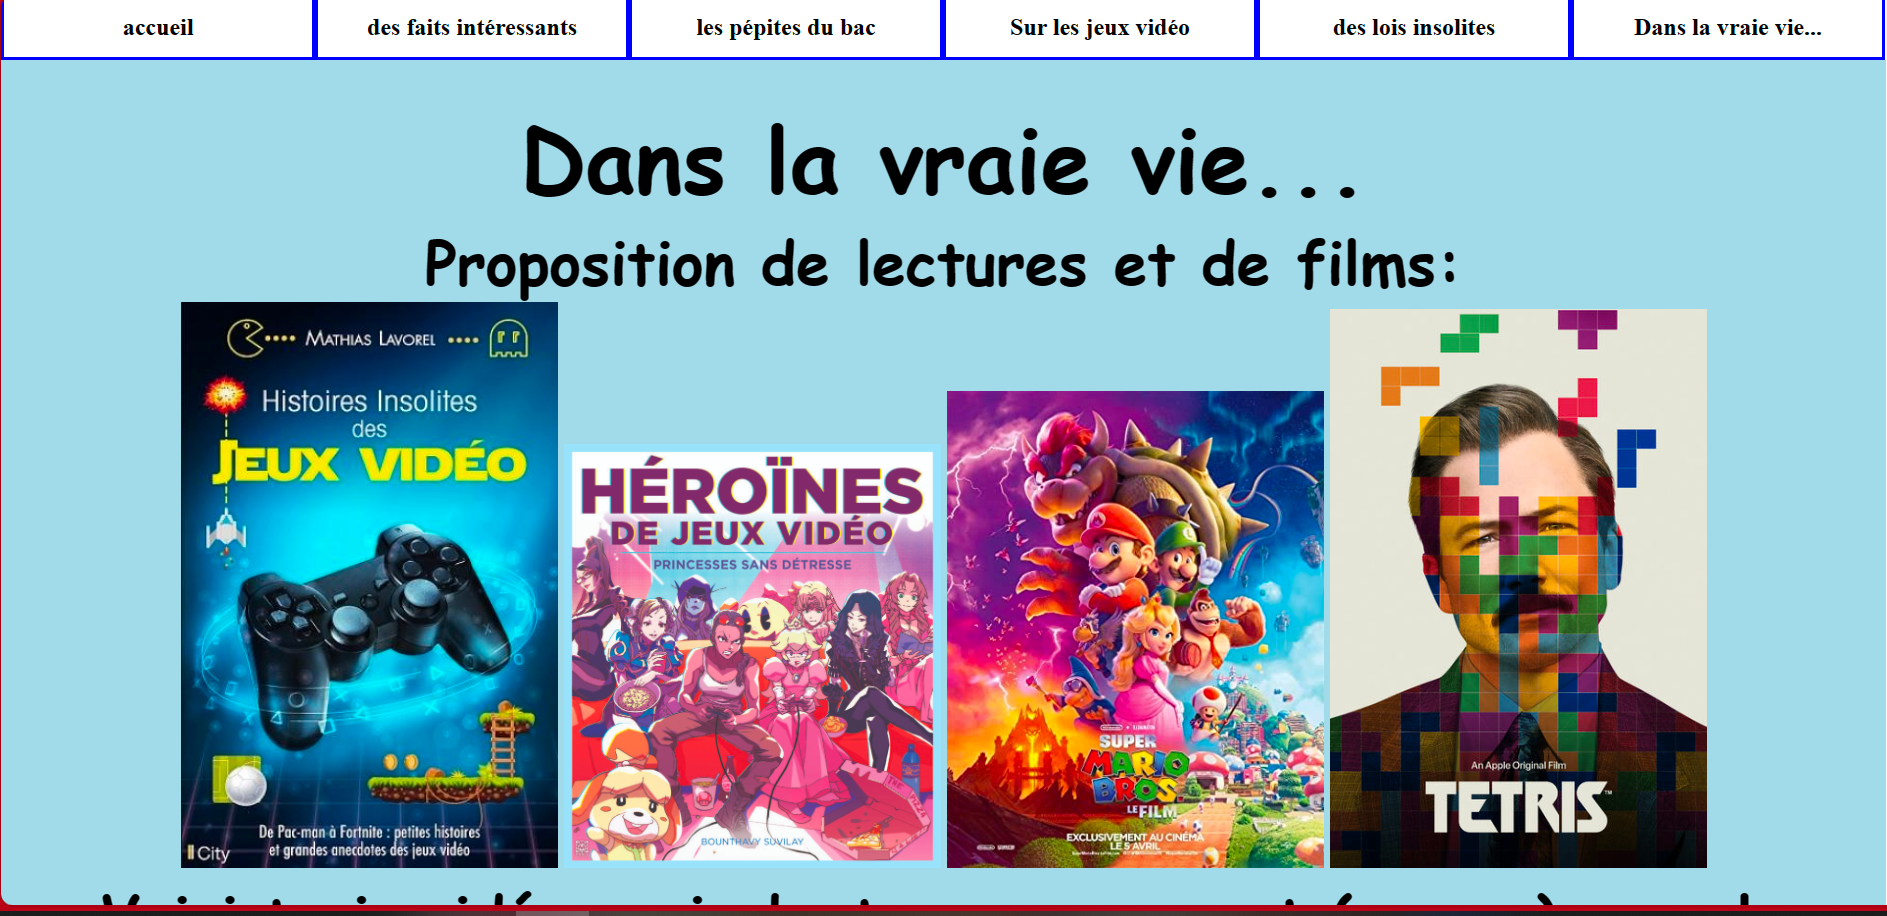 accueil
des faits intéressants
les pépites du bac
Sur les jeux vidéo
des lois insolites
Dans la vraie vie...
Dans la vraie vie...
Proposition de lectures et de films:
MATHIAS LAVOREL
Histoires Insolites
des
JEUX VIDÉO
De Pac-man à Fortnite : petites histoires
et grandes anecdotes des jeux vidéo
City
HÉROÏNES
DE JEUX VIDÉO
PRINCESSES SANS DÉTRESSE
BOUNTHAVY SUVILAY
SUPER
MARIO
BROS.
LE FILM
EXCLUSIVEMENT AU CINÉMA
LE 5 AVRIL
An Apple Original Film
TETRIS™